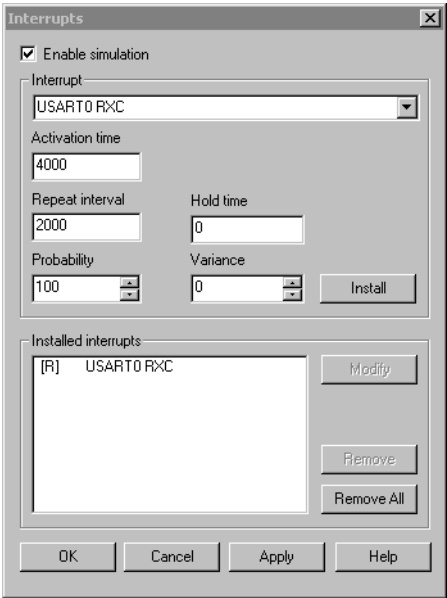 Interrupts
Enable simulation
Interrupt
USART0 RXC
Activation time
4000
Repeat interval
Hold time
2000
0
Probability
Variance
100
0
Install
Installed interrupts
[R] USART0 RXC
Modify
Remove
Remove All
OK
Cancel
Apply
Help